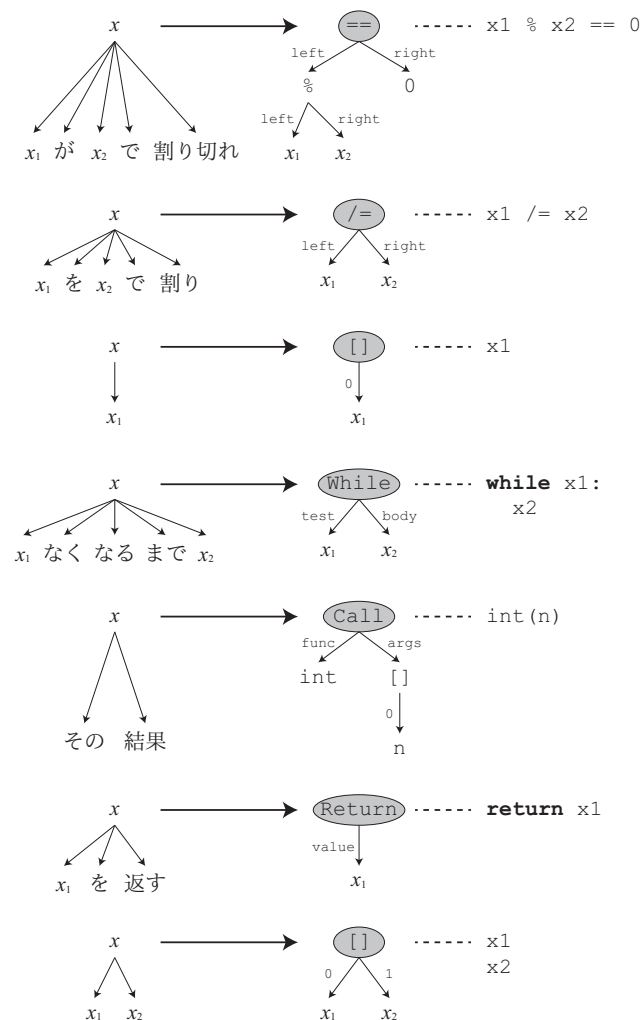 x == x1 % x2 == 0
left right
% 0
left right
x₁ が x₂ で 割り切れ x₁ x₂
x /= x1 /= x2
left right
x₁ を x₂ で 割り x₁ x₂
x [] x1
0
x₁ x₁
x While while x1:
x2
test body
x₁ なく なる まで x₂ x₁ x₂
x Call int(n)
func args
int []
0
その 結果
n
x Return return x1
value
x₁ を 返す x₁
x [] x1
x2
0 1
x₁ x₂ x₁ x₂